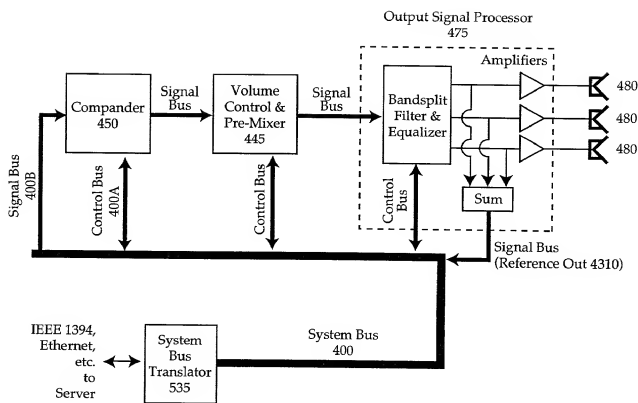 Output Signal Processor
475
Amplifiers
480
480
480
Compander
450
Signal
Bus
Volume
Control &
Pre-Mixer
445
Signal
Bus
Bandsplit
Filter &
Equalizer
Sum
Signal Bus
400B
Control Bus
400A
Control Bus
Control
Bus
Signal Bus
(Reference Out 4310)
System Bus
400
IEEE 1394,
Ethernet,
etc.
to
Server
System
Bus
Translator
535